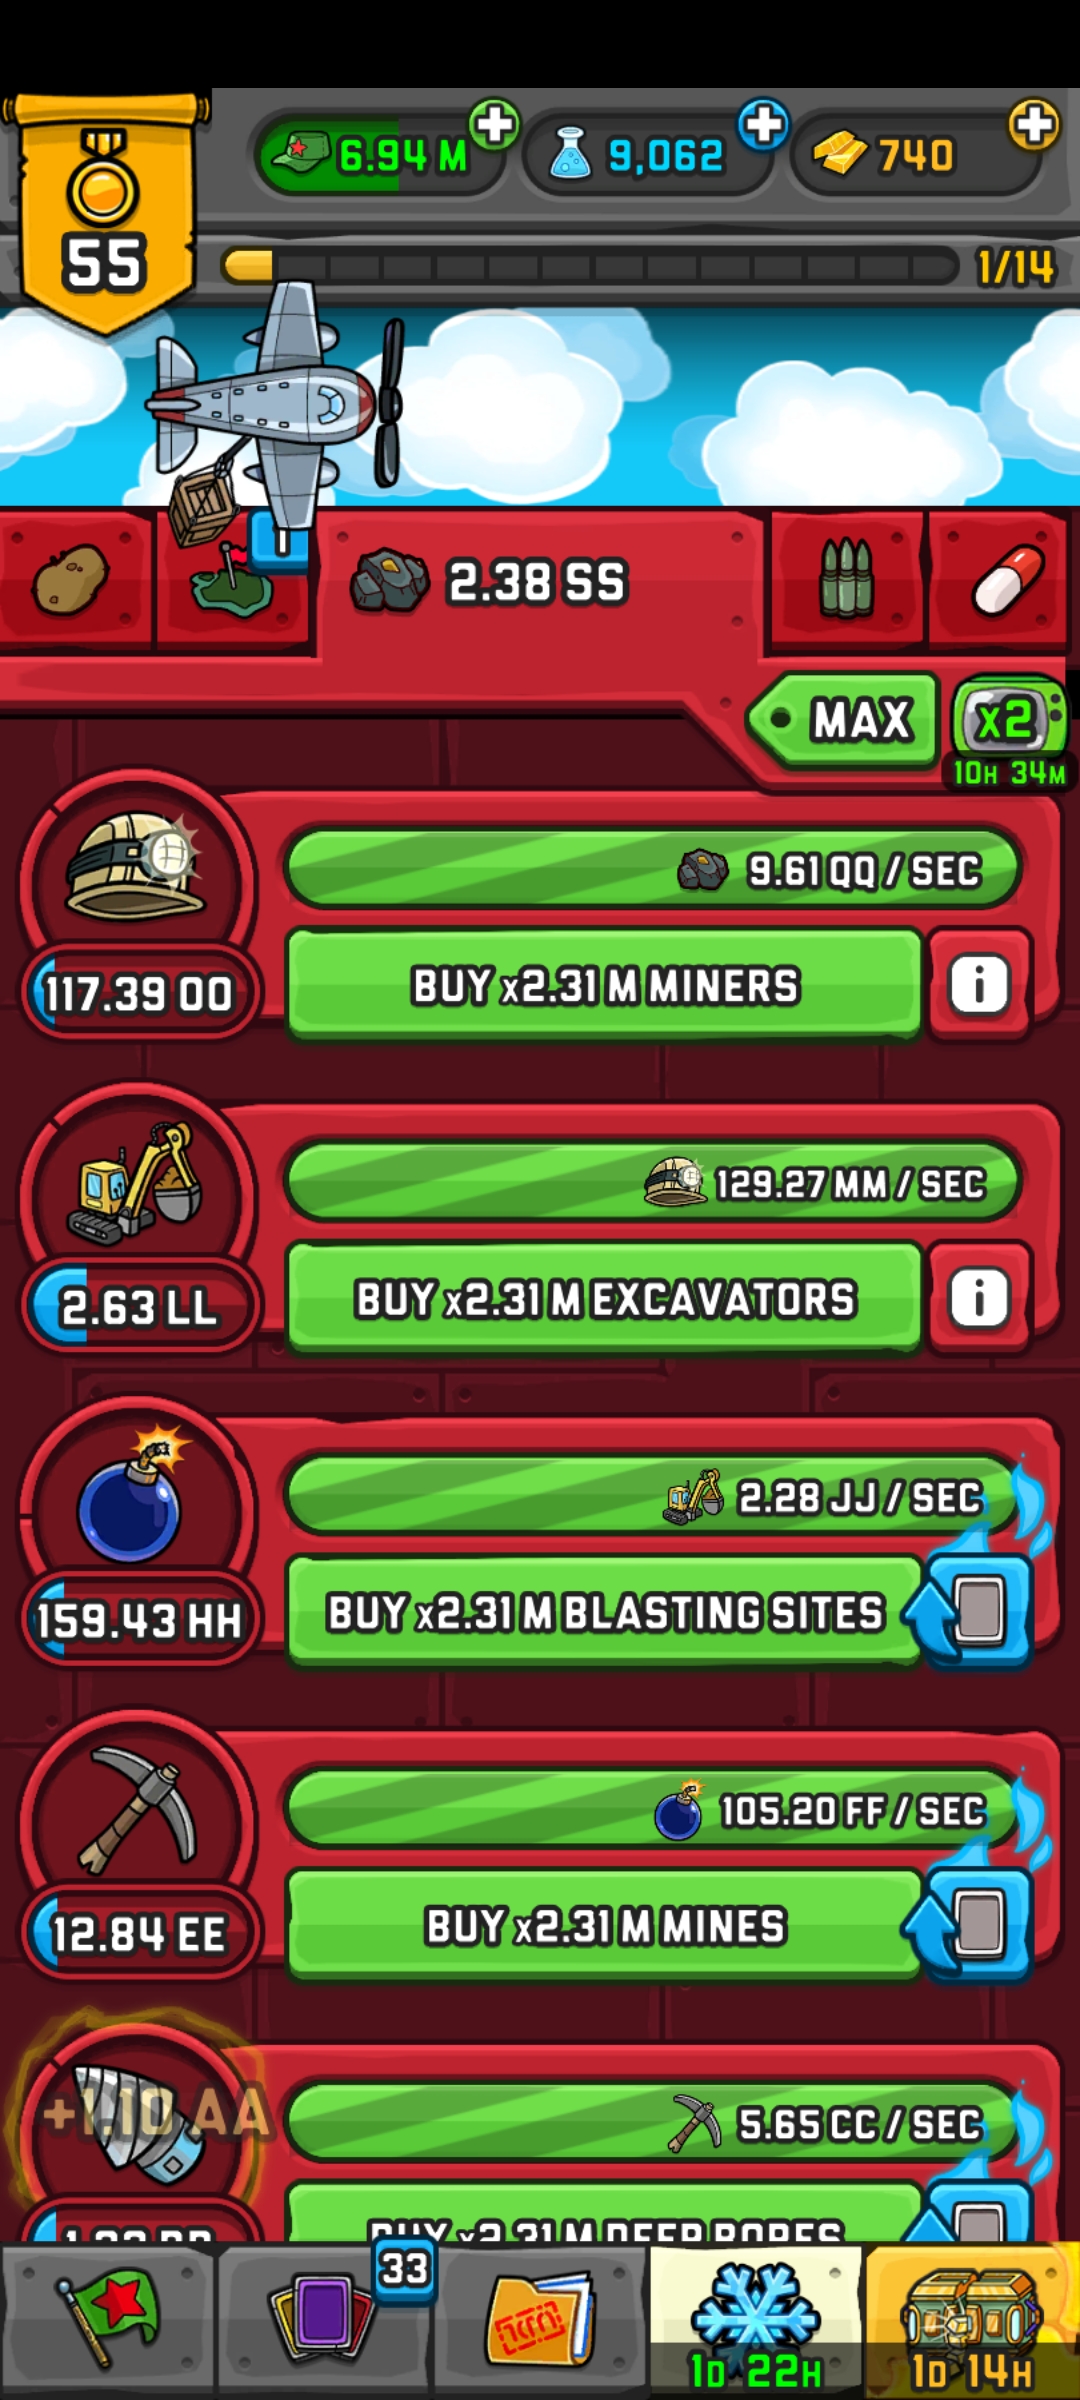 6.94 M
9,062
740
55
1/14
2.38 SS
MAX
x2
10H 34M
9.61 QQ / SEC
117.39 OO
BUY x2.31 M MINERS
i
129.27 MM / SEC
2.63 LL
BUY x2.31 M EXCAVATORS
i
2.28 JJ / SEC
159.43 HH
BUY x2.31 M BLASTING SITES
105.20 FF / SEC
12.84 EE
BUY x2.31 M MINES
+1.10 AA
5.65 CC / SEC
BUY x2.31 M DEEP BORES
33
1D 22H
1D 14H